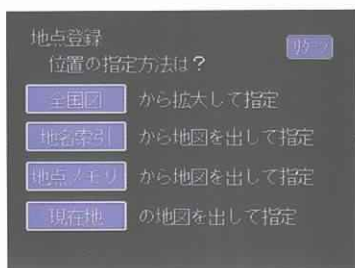 地点登録
リターン
位置の指定方法は？
全国図 から拡大して指定
地名索引 から地図を出して指定
地点メモリ から地図を出して指定
現在地 の地図を出して指定